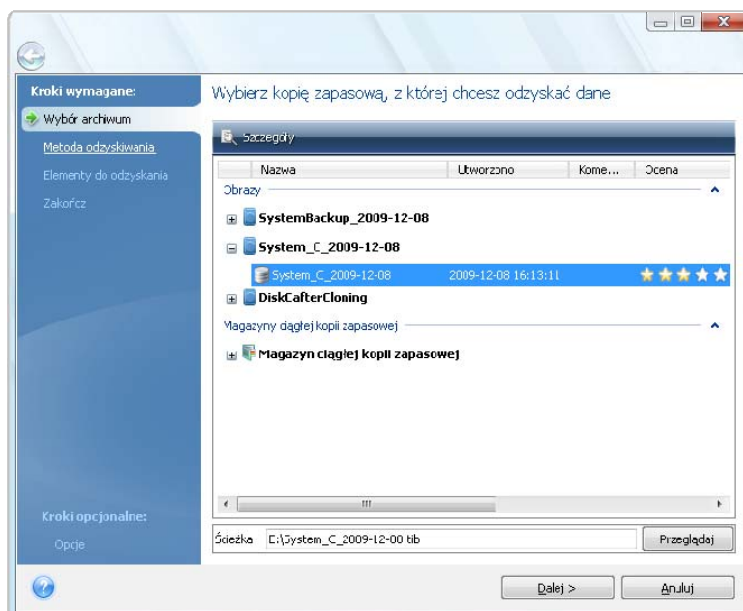 Kroki wymagane:
Wybór archiwum
Metoda odzyskiwania
Elementy do odzyskania
Zakończ
Kroki opcjonalne:
Opcje
Wybierz kopię zapasową, z której chcesz odzyskać dane
Szczegóły
Nazwa Utworzono Kome... Ocena
Obrazy
SystemBackup_2009-12-08
System_C_2009-12-08
System_C_2009-12-08 2009-12-08 16:13:11
DiskCafterCloning
Magazyny ciągłej kopii zapasowej
Magazyn ciągłej kopii zapasowej
Ścieżka E:\System_C_2009-12-08.tib Przeglądaj
Dalej > Anuluj